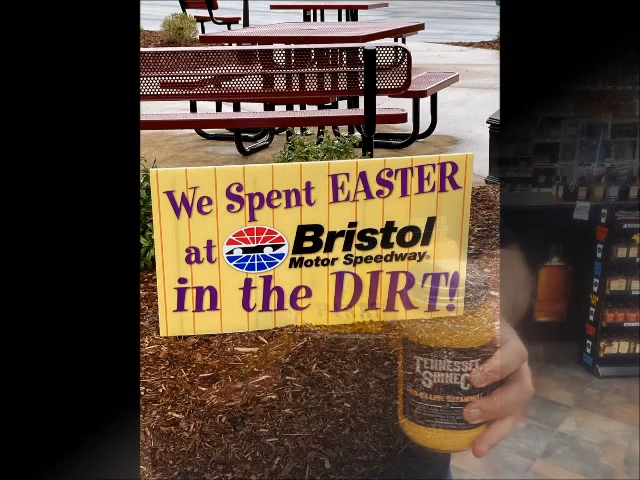 We Spent EASTER
at Bristol
Motor Speedway
in the DIRT!
TENNESSEE
SHINE CO